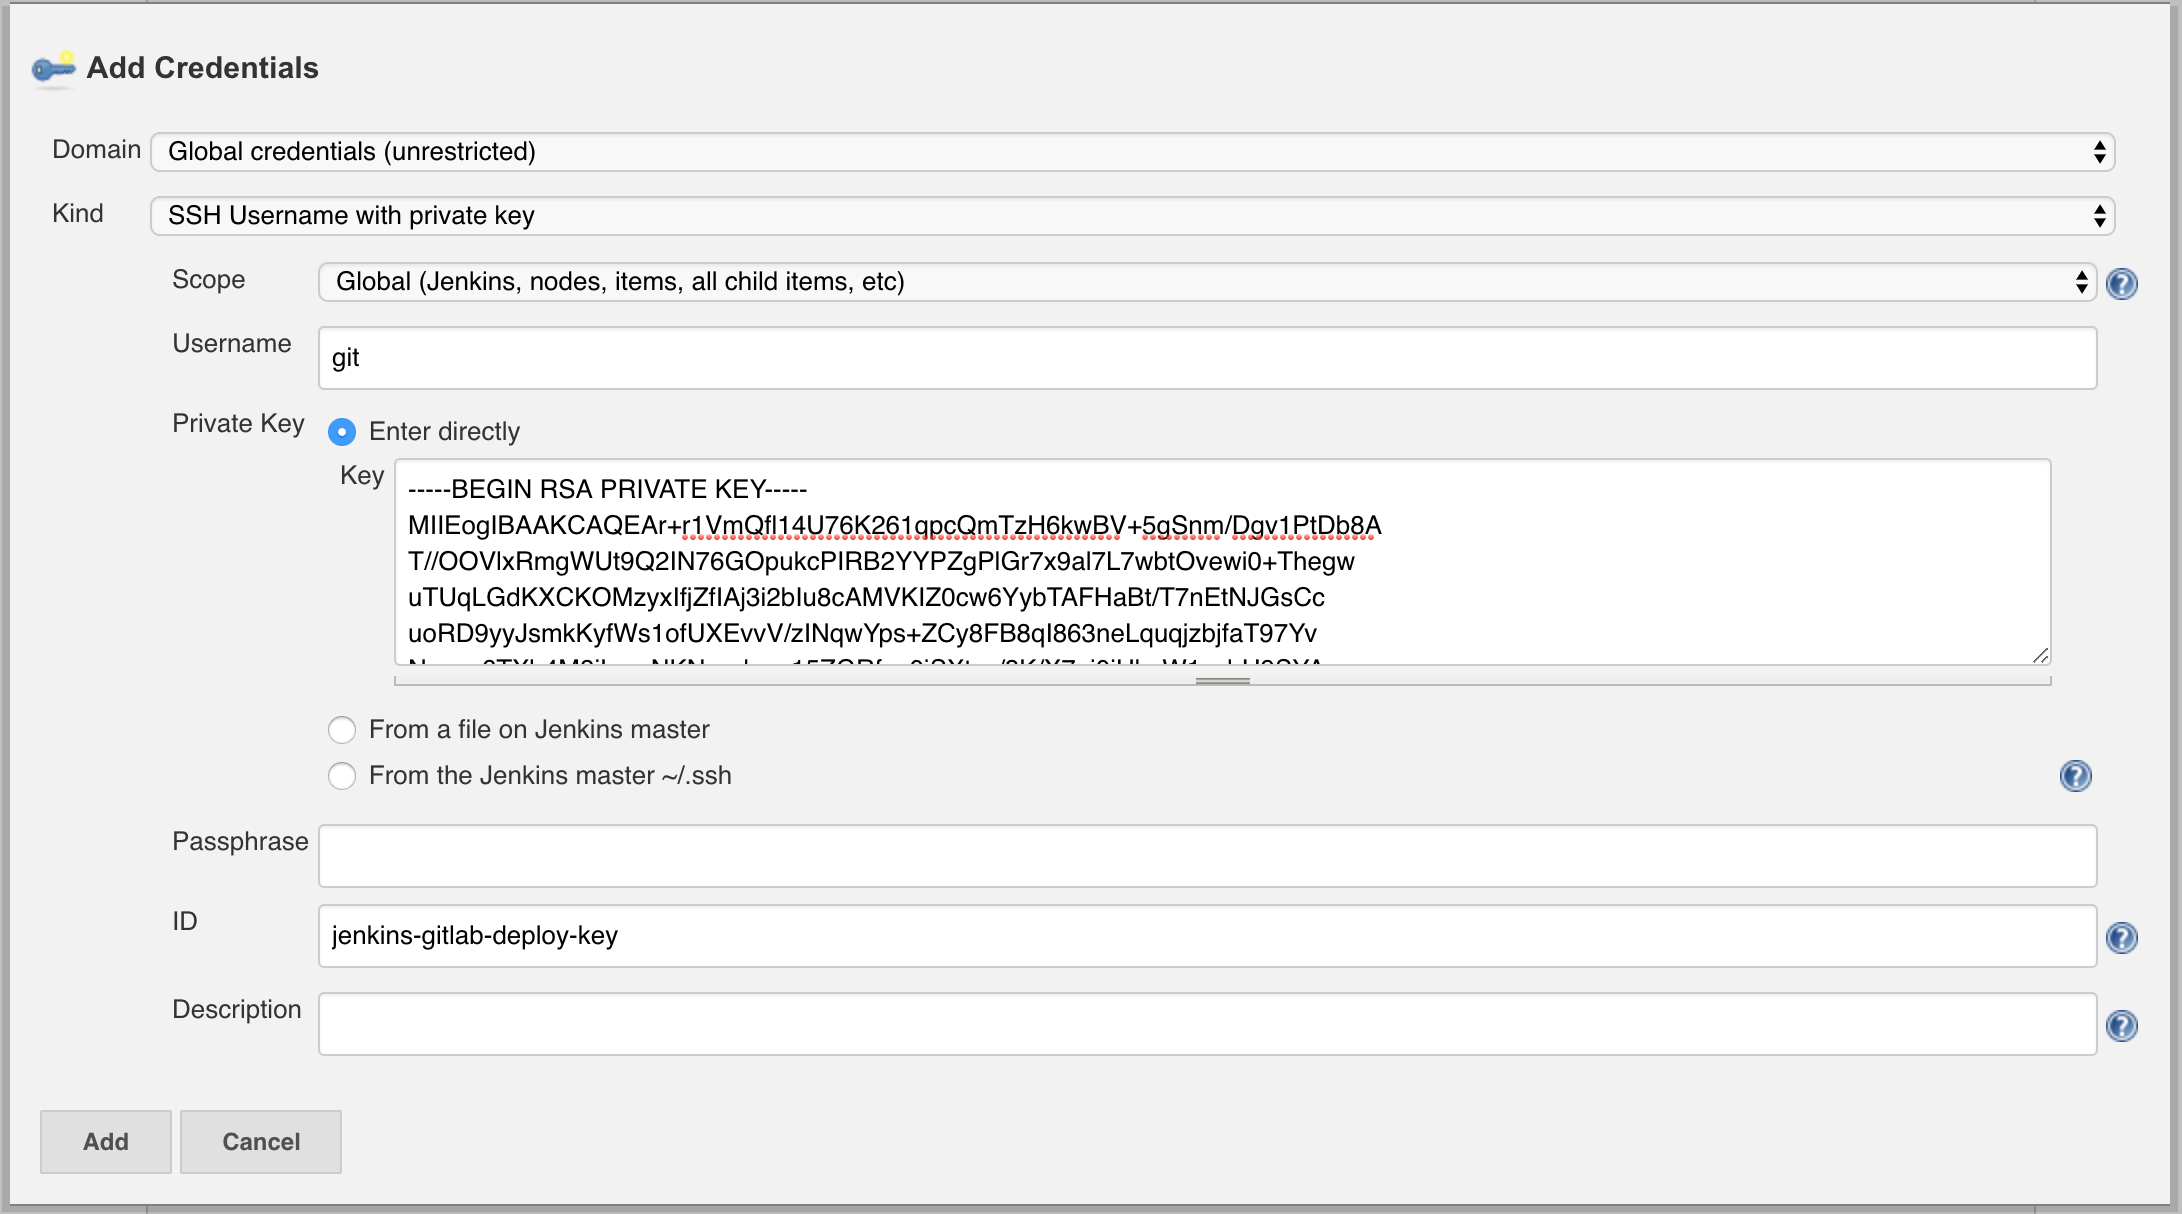 Add Credentials
Domain
Global credentials (unrestricted)
Kind
SSH Username with private key
Scope
Global (Jenkins, nodes, items, all child items, etc)
Username
git
Private Key
Enter directly
Key
-----BEGIN RSA PRIVATE KEY-----
MIIEogIBAAKCAQEAr+r1VmQfl14U76K261qpcQmTzH6kwBV+5gSnm/Dgv1PtDb8A
T//OOVlxRmgWUt9Q2IN76GOpukcPIRB2YYPZgPlGr7x9al7L7wbtOvewi0+Thegw
uTUqLGdKXCKOMzyxIfjZfIAj3i2bIu8cAMVKIZ0cw6YybTAFHaBt/T7nEtNJGsCc
uoRD9yyJsmkKyfWs1ofUXEvvV/zINqwYps+ZCy8FB8qI863neLquqjzbjfaT97Yv
From a file on Jenkins master
From the Jenkins master ~/.ssh
Passphrase
ID
jenkins-gitlab-deploy-key
Description
Add
Cancel